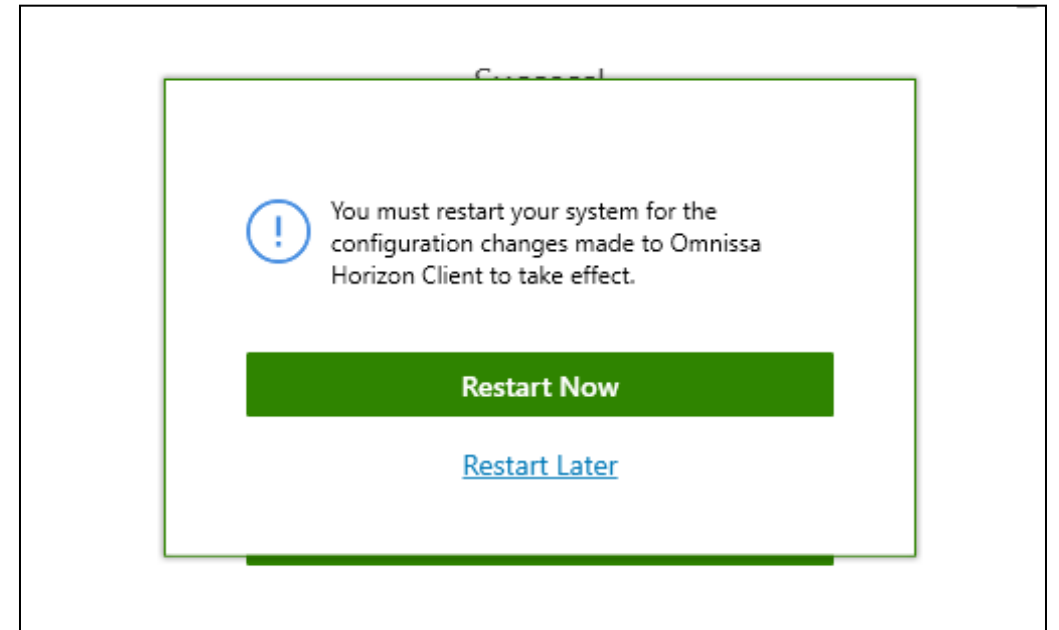 You must restart your system for the
configuration changes made to Omnissa
Horizon Client to take effect.
Restart Now
Restart Later